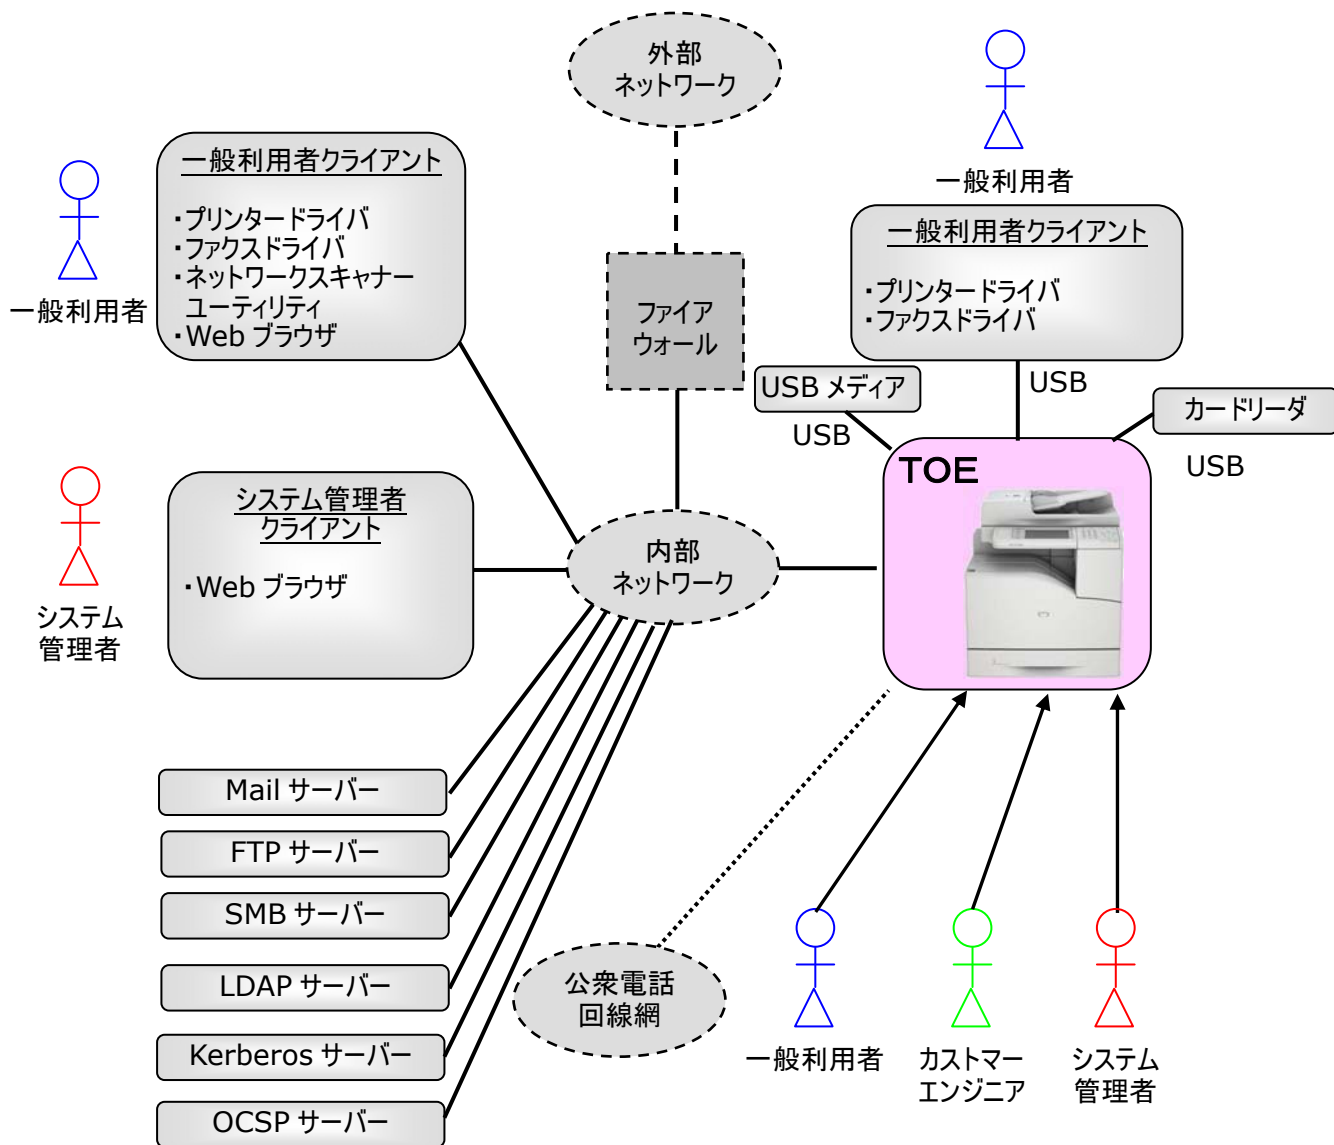 外部
ネットワーク
一般利用者
一般利用者クライアント
・プリンタードライバ
・ファクスドライバ
・ネットワークスキャナー
ユーティリティ
・Web ブラウザ
一般利用者
一般利用者クライアント
・プリンタードライバ
・ファクスドライバ
ファイア
ウォール
USB メディア
USB
USB
カードリーダ
USB
TOE
システム管理者
クライアント
・Web ブラウザ
システム
管理者
内部
ネットワーク
Mail サーバー
FTP サーバー
SMB サーバー
LDAP サーバー
Kerberos サーバー
OCSP サーバー
公衆電話
回線網
一般利用者
カストマー
エンジニア
システム
管理者